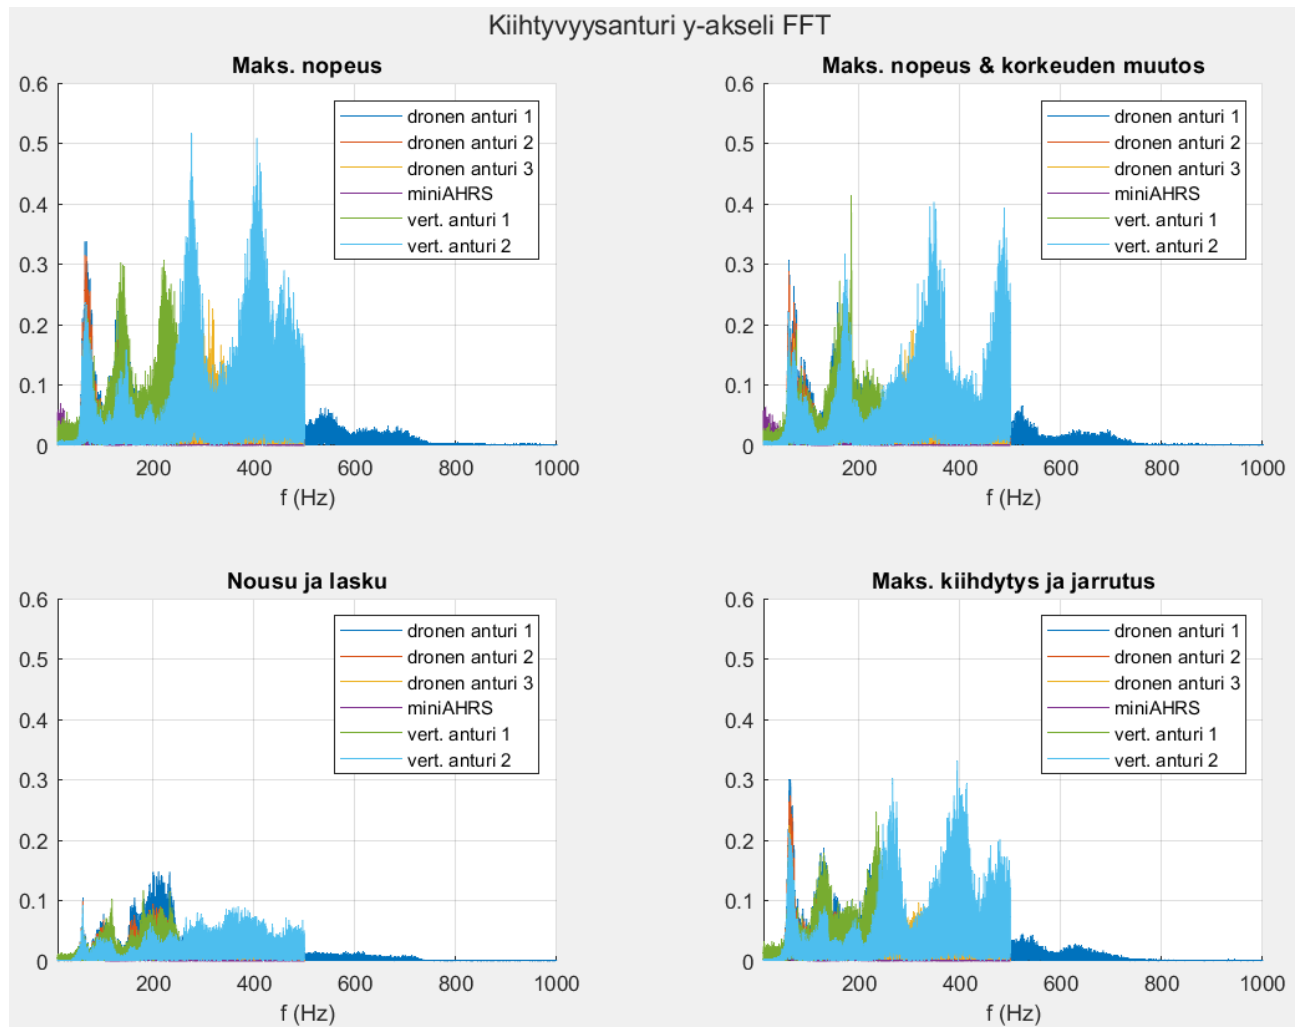 Kiihtyvyysanturi y-akseli FFT
Maks. nopeus
0.6
0.5
0.4
0.3
0.2
0.1
0
200 400 600 800 1000
f (Hz)
dronen anturi 1
dronen anturi 2
dronen anturi 3
miniAHRS
vert. anturi 1
vert. anturi 2
Maks. nopeus & korkeuden muutos
0.6
0.5
0.4
0.3
0.2
0.1
0
200 400 600 800 1000
f (Hz)
dronen anturi 1
dronen anturi 2
dronen anturi 3
miniAHRS
vert. anturi 1
vert. anturi 2
Nousu ja lasku
0.6
0.5
0.4
0.3
0.2
0.1
0
200 400 600 800 1000
f (Hz)
dronen anturi 1
dronen anturi 2
dronen anturi 3
miniAHRS
vert. anturi 1
vert. anturi 2
Maks. kiihdytys ja jarrutus
0.6
0.5
0.4
0.3
0.2
0.1
0
200 400 600 800 1000
f (Hz)
dronen anturi 1
dronen anturi 2
dronen anturi 3
miniAHRS
vert. anturi 1
vert. anturi 2